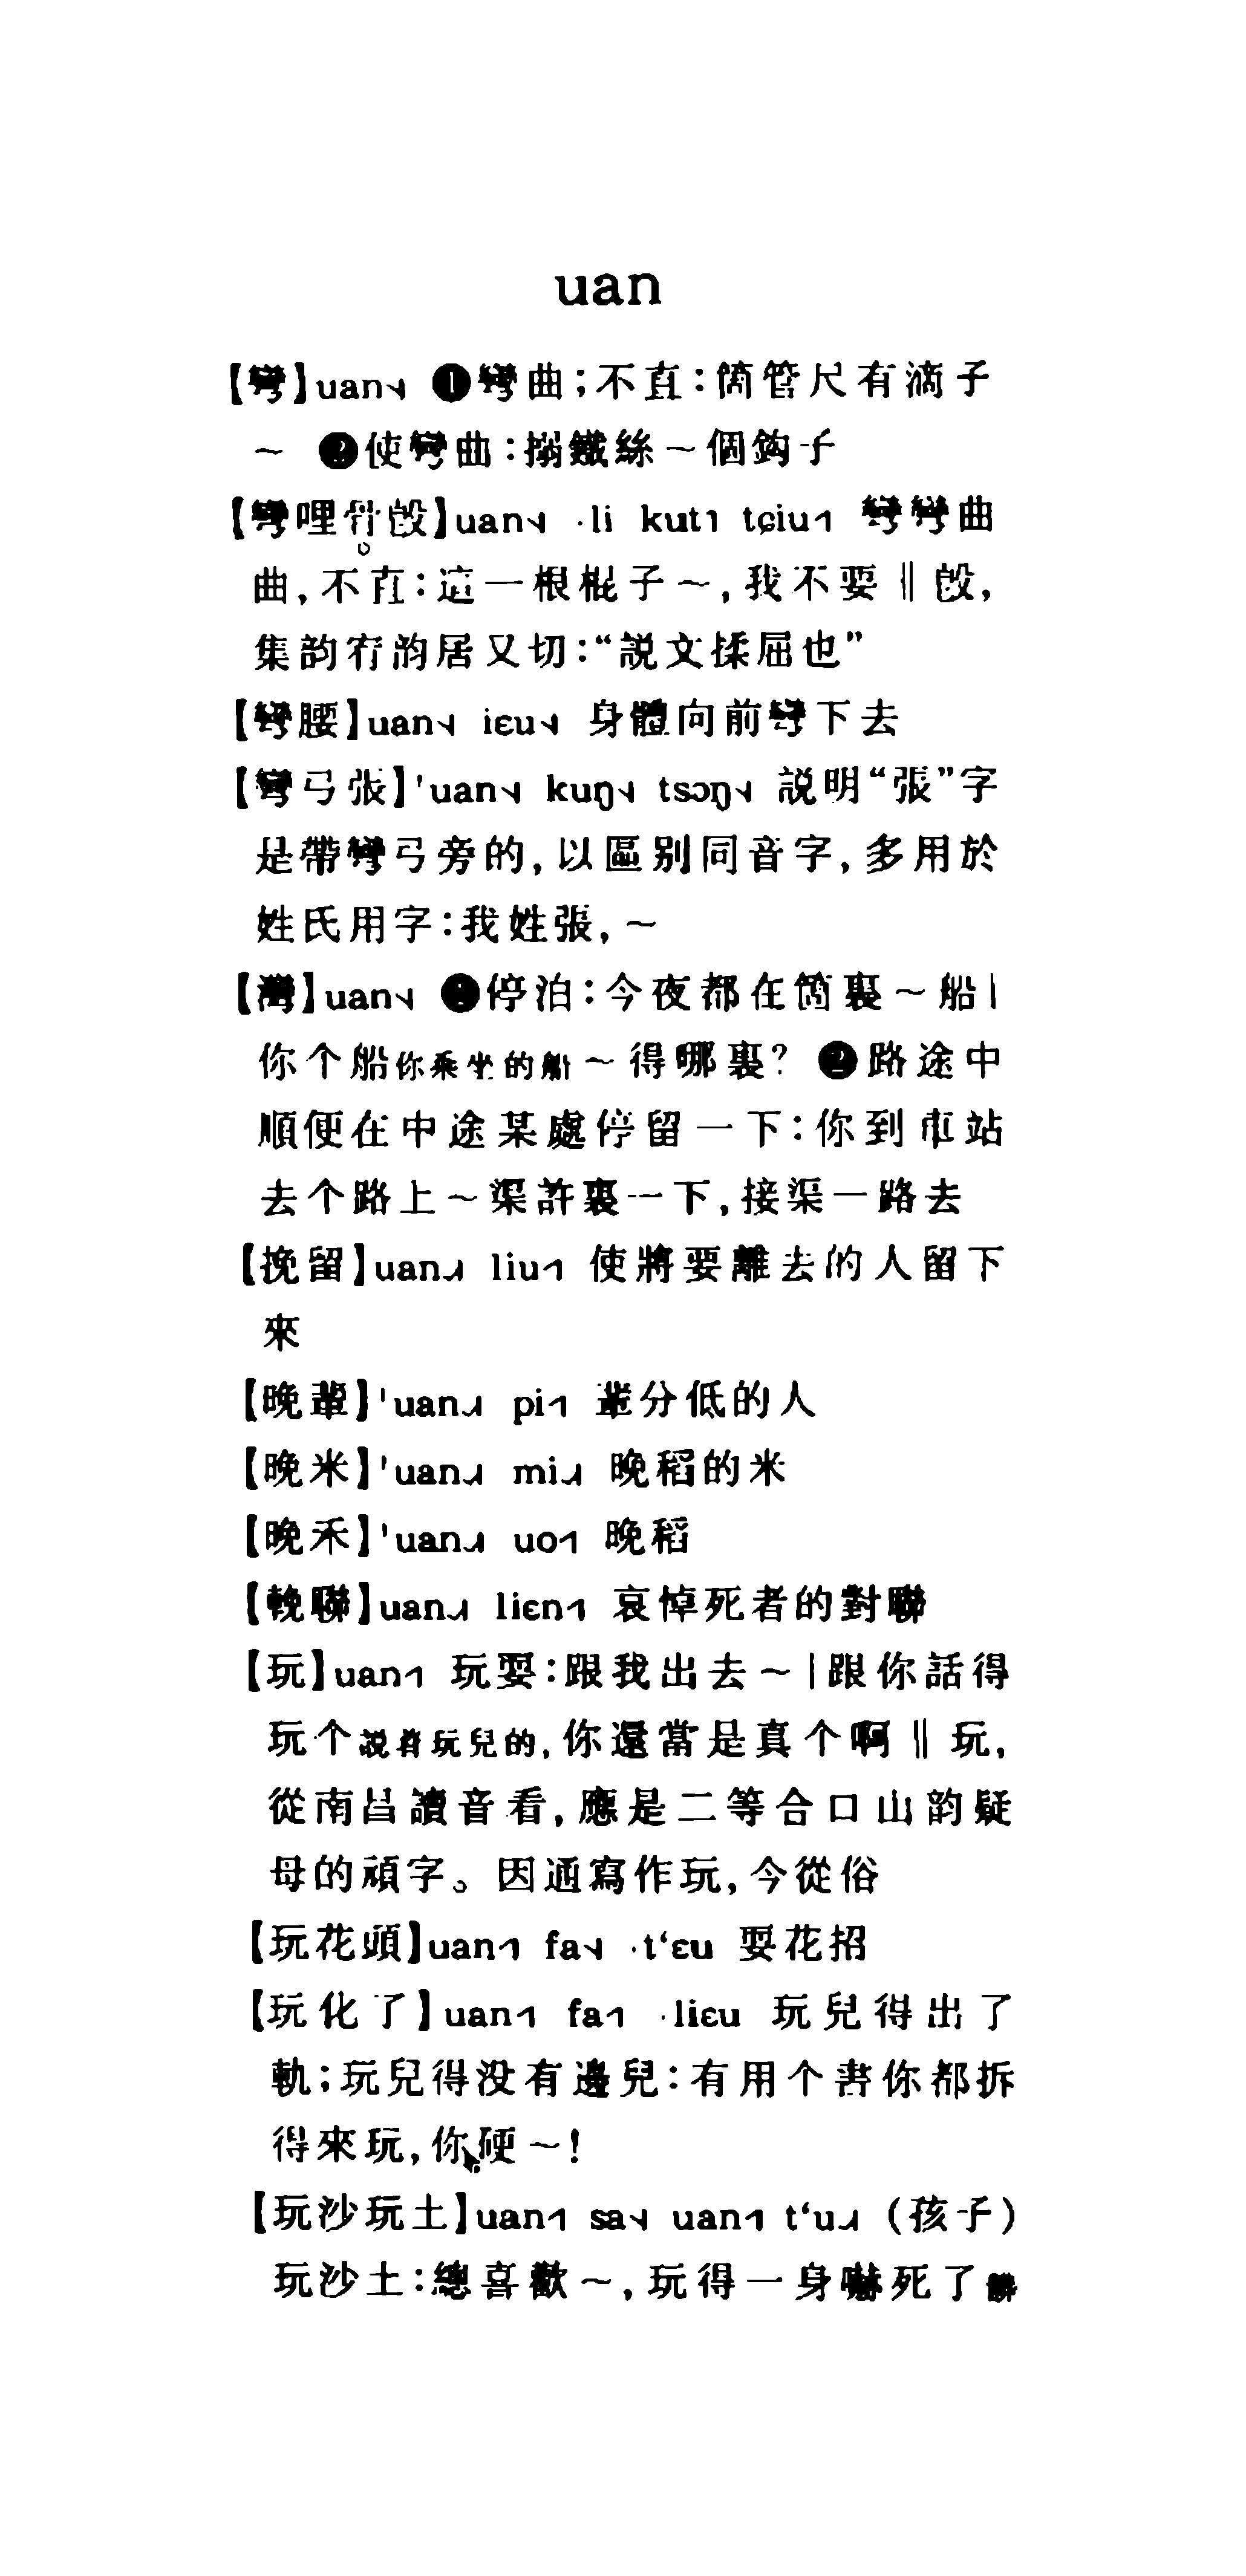 uan
【彎】uan˧ ❶彎曲；不直：箇管尺有滴子
～ ❷使彎曲：搦鐵絲～個鈎子
【彎哩骨㱾】uan˧ ·li kut˥ tɕiu˧ 彎彎曲
曲，不直：這一根棍子～，我不要‖㱾，
集韵宥韵居又切：“説文揉屈也”
【彎腰】uan˧ iɛu˧ 身體向前彎下去
【彎弓張】'uan˧ kuŋ˧ tsɔŋ˧ 説明“張”字
是帶彎弓旁的，以區别同音字，多用於
姓氏用字：我姓張，～
【灣】uan˧ ❶停泊：今夜都在箇裏～船|
你个船你乘坐的船～得哪裏？ ❷路途中
順便在中途某處停留一下：你到車站
去个路上～渠許裏一下，接渠一路去
【挽留】uan˩ liu˧ 使將要離去的人留下
來
【晚輩】'uan˩ pi˧ 輩分低的人
【晚米】'uan˩ mi˩ 晚稻的米
【晚禾】'uan˩ uo˧ 晚稻
【輓聯】uan˩ liɛn˧ 哀悼死者的對聯
【玩】uan˧ 玩耍：跟我出去～|跟你話得
玩个説着玩兒的，你還當是真个啊‖玩，
從南昌讀音看，應是二等合口山韵疑
母的頑字。因通寫作玩，今從俗
【玩花頭】uan˧ fa˧ ·t‘ɛu 耍花招
【玩化了】uan˧ fa˧ ·liɛu 玩兒得出了
軌；玩兒得没有邊兒：有用个書你都拆
得來玩，你硬～！
【玩沙玩土】uan˧ sa˧ uan˧ t‘u˩ （孩子）
玩沙土：總喜歡～，玩得一身嚇死了